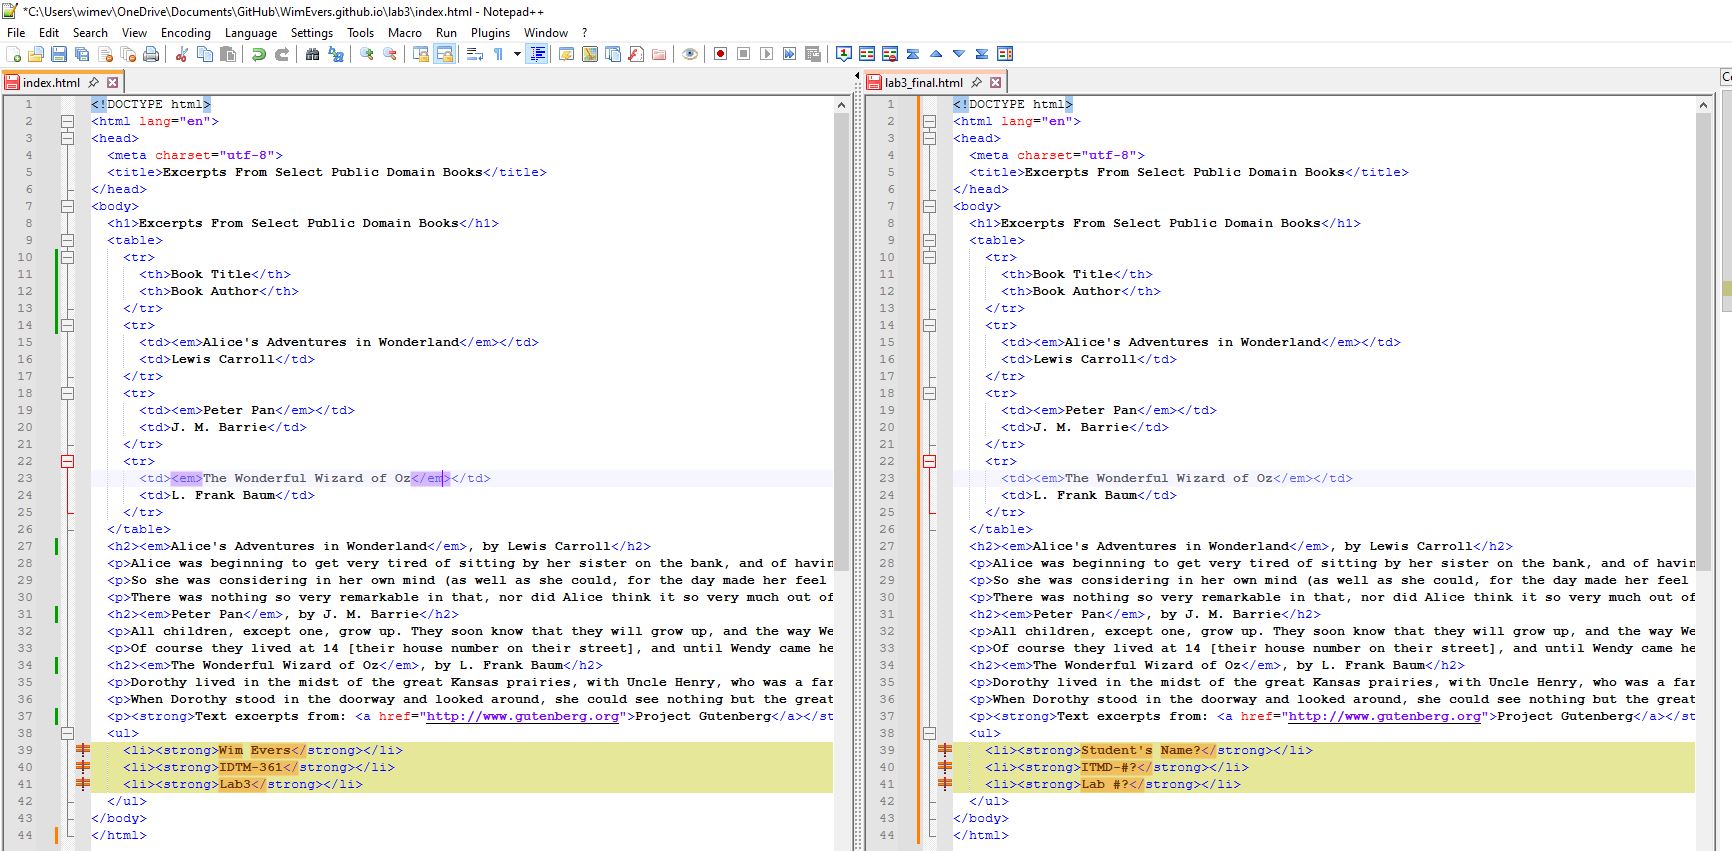 *C:\Users\wimev\OneDrive\Documents\GitHub\WimEvers.github.io\lab3\index.html - Notepad++
File Edit Search View Encoding Language Settings Tools Macro Run Plugins Window ?
index.html
1 <!DOCTYPE html>
2 <html lang="en">
3 <head>
4 <meta charset="utf-8">
5 <title>Excerpts From Select Public Domain Books</title>
6 </head>
7 <body>
8 <h1>Excerpts From Select Public Domain Books</h1>
9 <table>
10 <tr>
11 <th>Book Title</th>
12 <th>Book Author</th>
13 </tr>
14 <tr>
15 <td><em>Alice's Adventures in Wonderland</em></td>
16 <td>Lewis Carroll</td>
17 </tr>
18 <tr>
19 <td><em>Peter Pan</em></td>
20 <td>J. M. Barrie</td>
21 </tr>
22 <tr>
23 <td><em>The Wonderful Wizard of Oz</em></td>
24 <td>L. Frank Baum</td>
25 </tr>
26 </table>
27 <h2><em>Alice's Adventures in Wonderland</em>, by Lewis Carroll</h2>
28 <p>Alice was beginning to get very tired of sitting by her sister on the bank, and of havin
29 <p>So she was considering in her own mind (as well as she could, for the day made her feel
30 <p>There was nothing so very remarkable in that, nor did Alice think it so very much out of
31 <h2><em>Peter Pan</em>, by J. M. Barrie</h2>
32 <p>All children, except one, grow up. They soon know that they will grow up, and the way We
33 <p>Of course they lived at 14 [their house number on their street], and until Wendy came he
34 <h2><em>The Wonderful Wizard of Oz</em>, by L. Frank Baum</h2>
35 <p>Dorothy lived in the midst of the great Kansas prairies, with Uncle Henry, who was a far
36 <p>When Dorothy stood in the doorway and looked around, she could see nothing but the great
37 <p><strong>Text excerpts from: <a href="http://www.gutenberg.org">Project Gutenberg</a></st
38 <ul>
39 <li><strong>Wim Evers</strong></li>
40 <li><strong>IDTM-361</strong></li>
41 <li><strong>Lab3</strong></li>
42 </ul>
43 </body>
44 </html>
lab3_final.html
1 <!DOCTYPE html>
2 <html lang="en">
3 <head>
4 <meta charset="utf-8">
5 <title>Excerpts From Select Public Domain Books</title>
6 </head>
7 <body>
8 <h1>Excerpts From Select Public Domain Books</h1>
9 <table>
10 <tr>
11 <th>Book Title</th>
12 <th>Book Author</th>
13 </tr>
14 <tr>
15 <td><em>Alice's Adventures in Wonderland</em></td>
16 <td>Lewis Carroll</td>
17 </tr>
18 <tr>
19 <td><em>Peter Pan</em></td>
20 <td>J. M. Barrie</td>
21 </tr>
22 <tr>
23 <td><em>The Wonderful Wizard of Oz</em></td>
24 <td>L. Frank Baum</td>
25 </tr>
26 </table>
27 <h2><em>Alice's Adventures in Wonderland</em>, by Lewis Carroll</h2>
28 <p>Alice was beginning to get very tired of sitting by her sister on the bank, and of havin
29 <p>So she was considering in her own mind (as well as she could, for the day made her feel
30 <p>There was nothing so very remarkable in that, nor did Alice think it so very much out of
31 <h2><em>Peter Pan</em>, by J. M. Barrie</h2>
32 <p>All children, except one, grow up. They soon know that they will grow up, and the way We
33 <p>Of course they lived at 14 [their house number on their street], and until Wendy came he
34 <h2><em>The Wonderful Wizard of Oz</em>, by L. Frank Baum</h2>
35 <p>Dorothy lived in the midst of the great Kansas prairies, with Uncle Henry, who was a far
36 <p>When Dorothy stood in the doorway and looked around, she could see nothing but the great
37 <p><strong>Text excerpts from: <a href="http://www.gutenberg.org">Project Gutenberg</a></st
38 <ul>
39 <li><strong>Student's Name?</strong></li>
40 <li><strong>ITMD-#?</strong></li>
41 <li><strong>Lab #?</strong></li>
42 </ul>
43 </body>
44 </html>